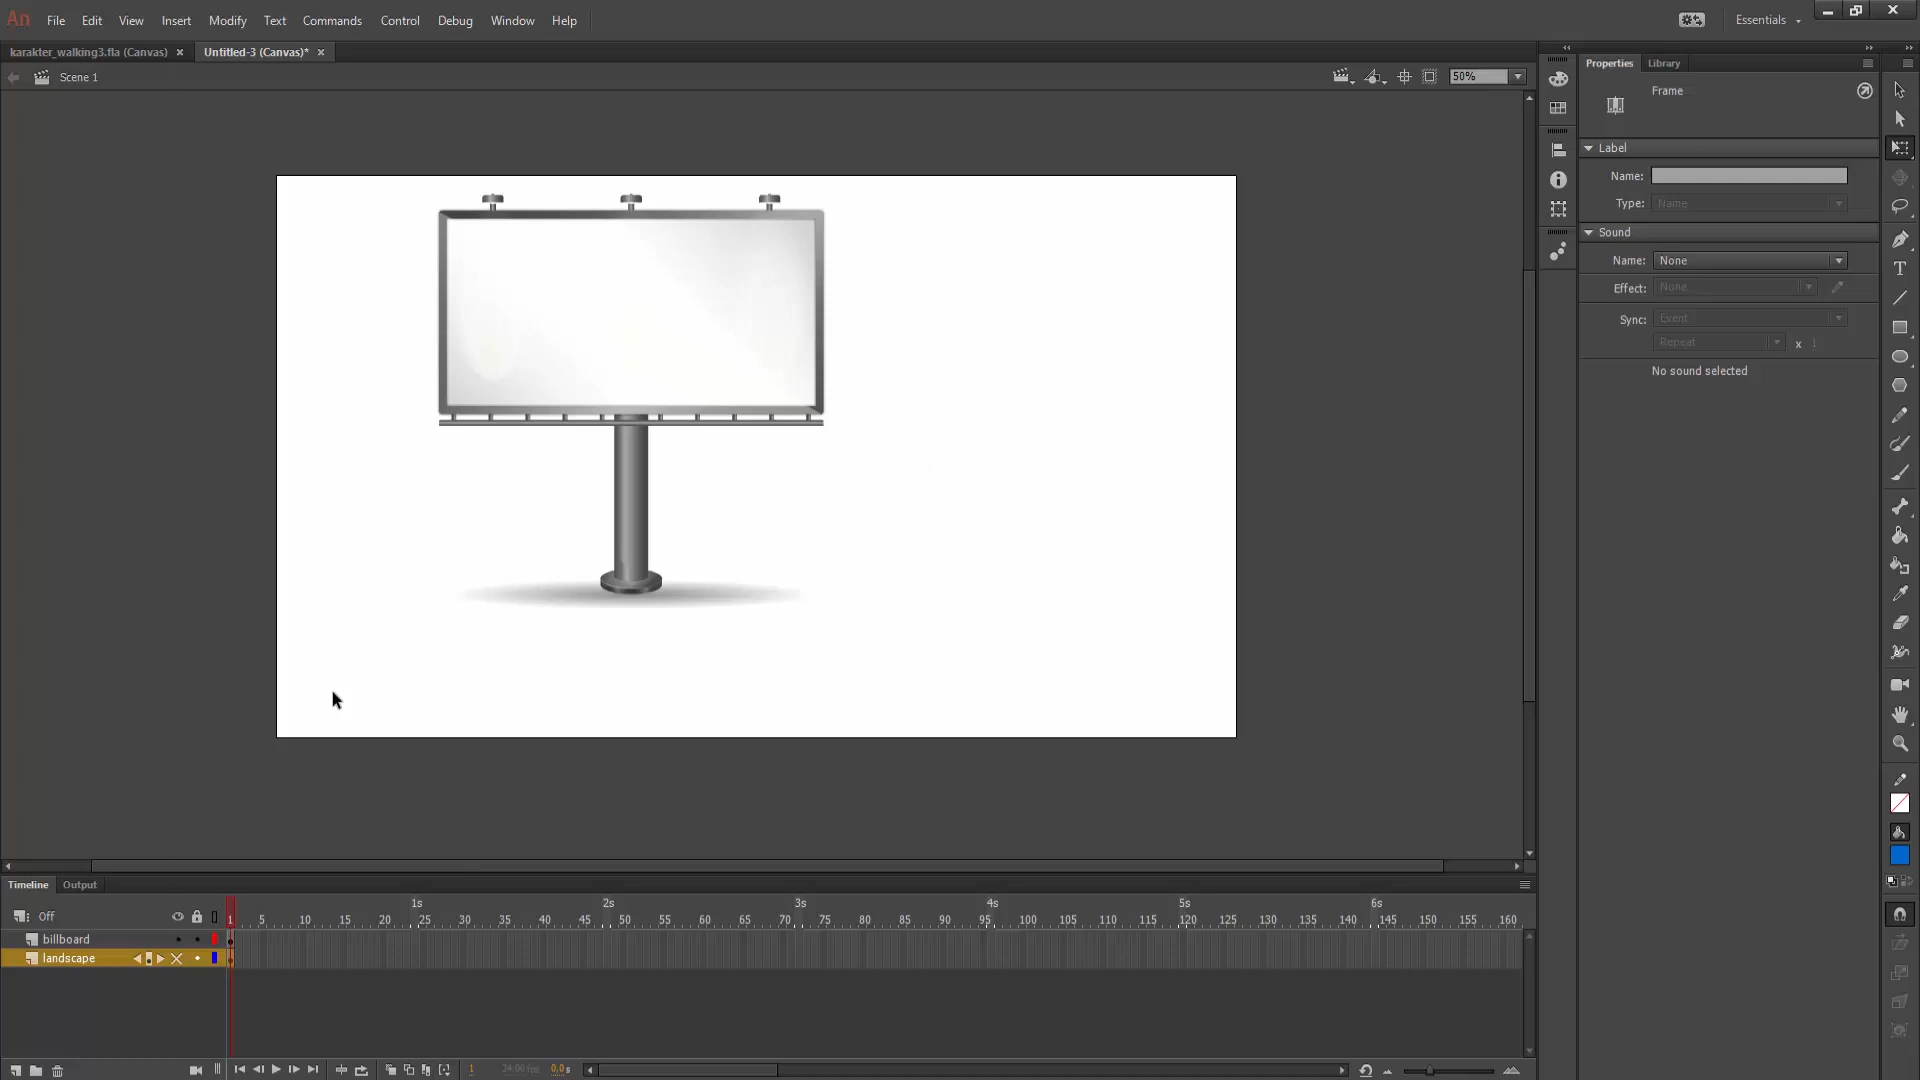 An File Edit View Insert Modify Text Commands Control Debug Window Help Essentials
karakter_walking3.fla (Canvas) × Untitled-3 (Canvas)* ×
Scene 1 50%
Properties Library
Frame
Label
Name:
Type: Name
Sound
Name: None
Effect: None
Sync: Event
Repeat x 1
No sound selected
Timeline Output
1s 2s 3s 4s 5s 6s
Off 1 5 10 15 20 25 30 35 40 45 50 55 60 65 70 75 80 85 90 95 100 105 110 115 120 125 130 135 140 145 150 155 160
billboard
landscape
1 24.00 fps 0.0 s